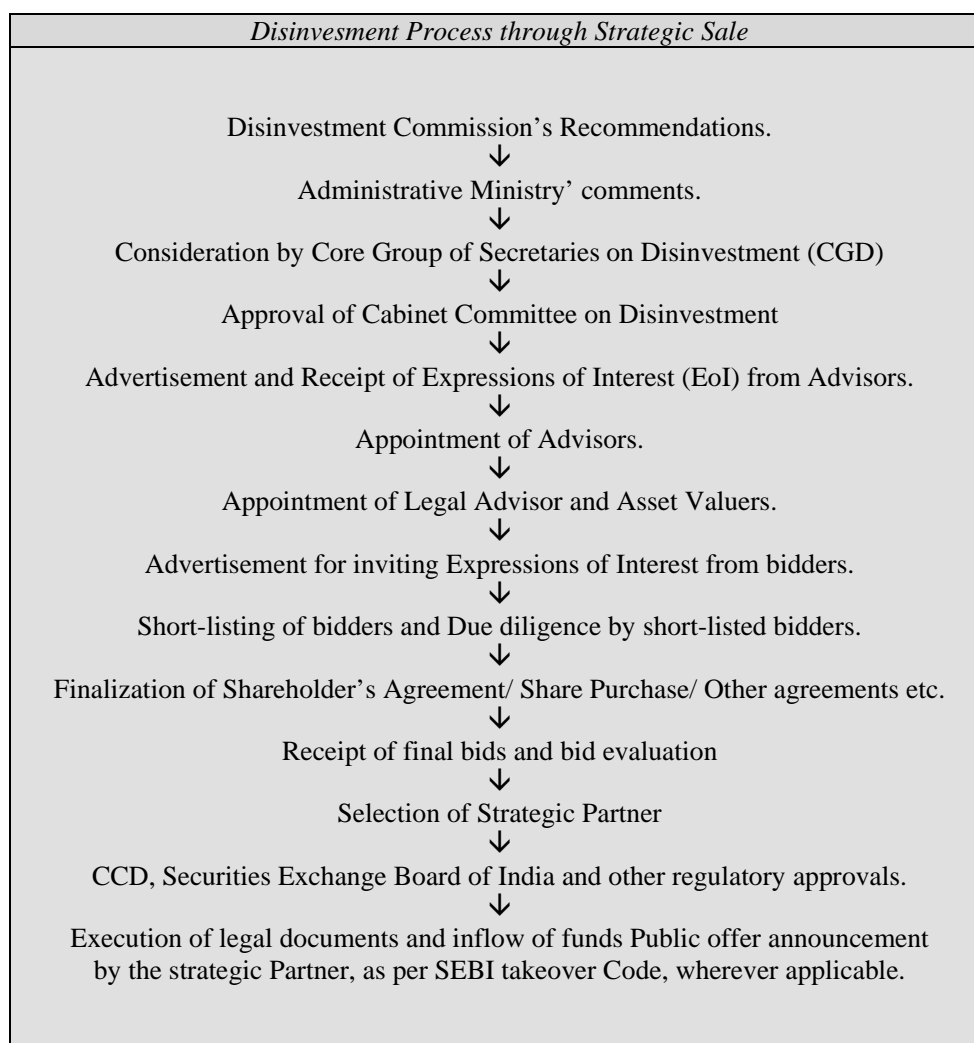 Disinvesment Process through Strategic Sale
Disinvestment Commission’s Recommendations.
Administrative Ministry’ comments.
Consideration by Core Group of Secretaries on Disinvestment (CGD)
Approval of Cabinet Committee on Disinvestment
Advertisement and Receipt of Expressions of Interest (EoI) from Advisors.
Appointment of Advisors.
Appointment of Legal Advisor and Asset Valuers.
Advertisement for inviting Expressions of Interest from bidders.
Short-listing of bidders and Due diligence by short-listed bidders.
Finalization of Shareholder’s Agreement/ Share Purchase/ Other agreements etc.
Receipt of final bids and bid evaluation
Selection of Strategic Partner
CCD, Securities Exchange Board of India and other regulatory approvals.
Execution of legal documents and inflow of funds Public offer announcement
by the strategic Partner, as per SEBI takeover Code, wherever applicable.